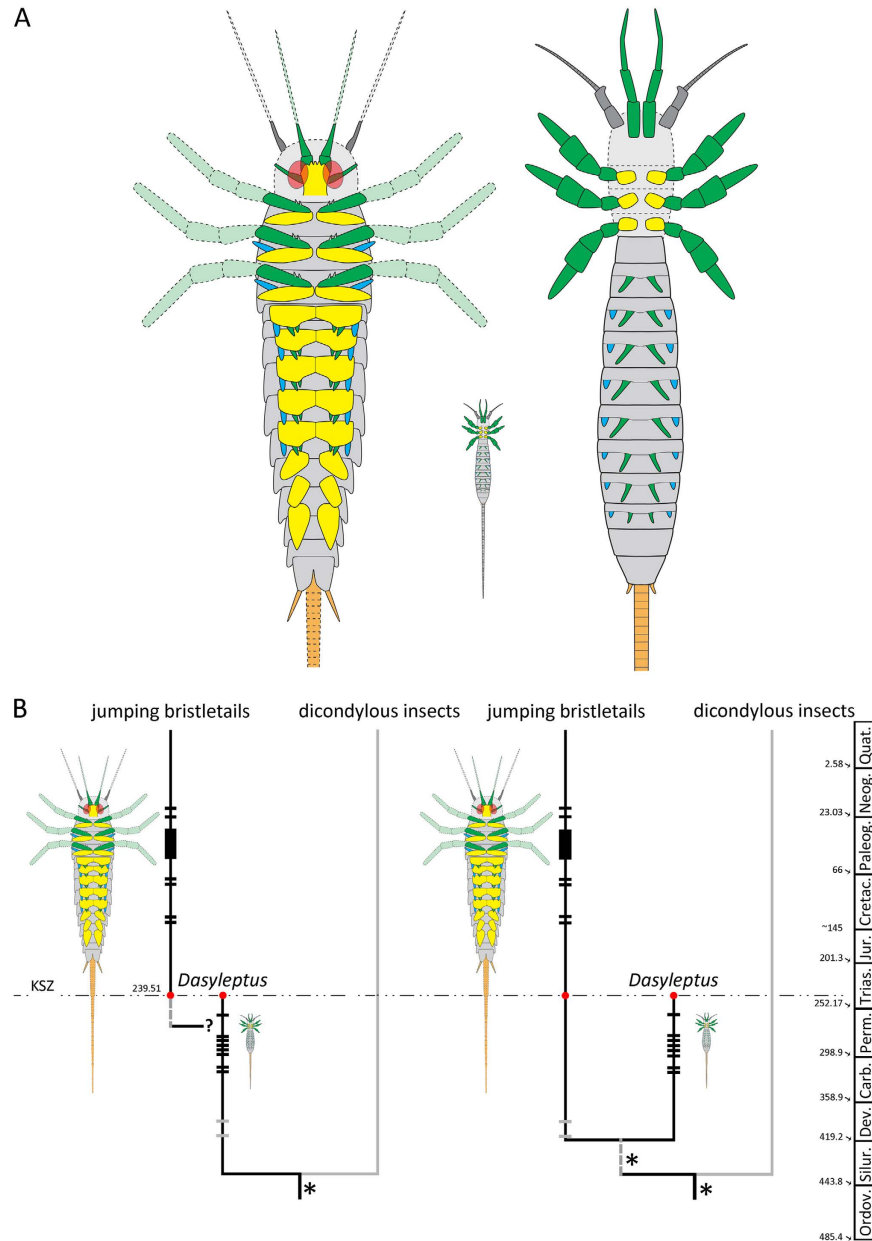 A
B
jumping bristletails
dicondylous insects
jumping bristletails
dicondylous insects
KSZ
239.51
Dasyleptus
?
*
Dasyleptus
*
*
2.58
23.03
66
~145
201.3
252.17
298.9
358.9
419.2
443.8
485.4
Quat.
Neog.
Paleog.
Cretac.
Jur.
Trias.
Perm.
Carb.
Dev.
Silur.
Ordov.